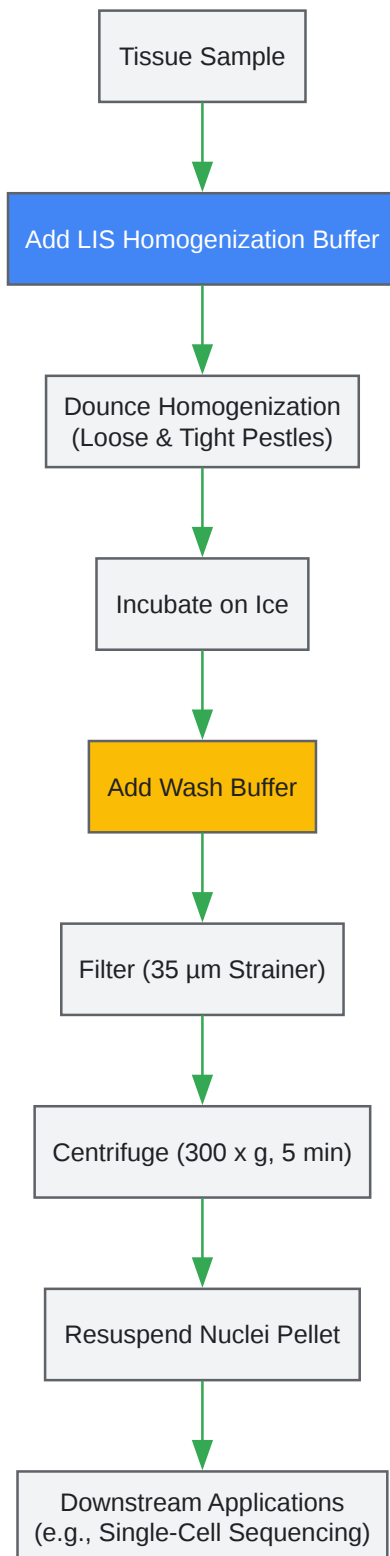 Tissue Sample
Add LIS Homogenization Buffer
Dounce Homogenization
(Loose & Tight Pestles)
Incubate on Ice
Add Wash Buffer
Filter (35 µm Strainer)
Centrifuge (300 x g, 5 min)
Resuspend Nuclei Pellet
Downstream Applications
(e.g., Single-Cell Sequencing)